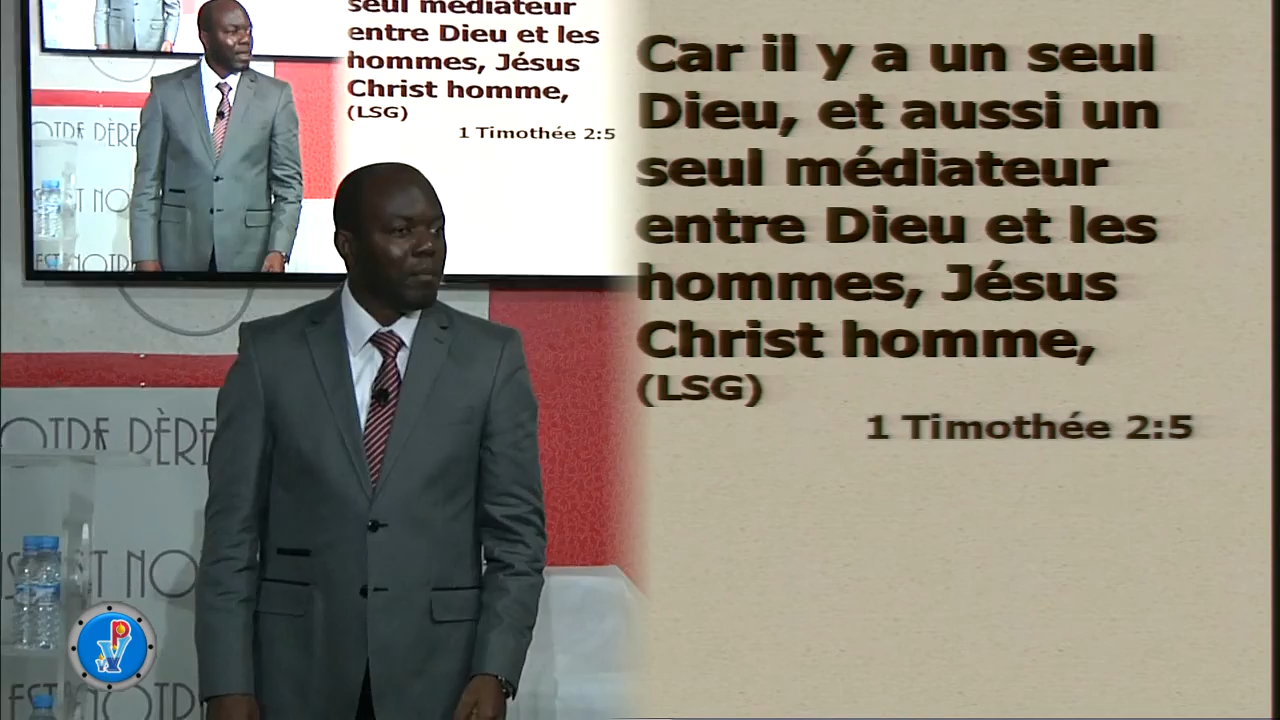 seul médiateur
entre Dieu et les
hommes, Jésus
Christ homme,
(LSG)
1 Timothée 2:5
Car il y a un seul
Dieu, et aussi un
seul médiateur
entre Dieu et les
hommes, Jésus
Christ homme,
(LSG)
1 Timothée 2:5